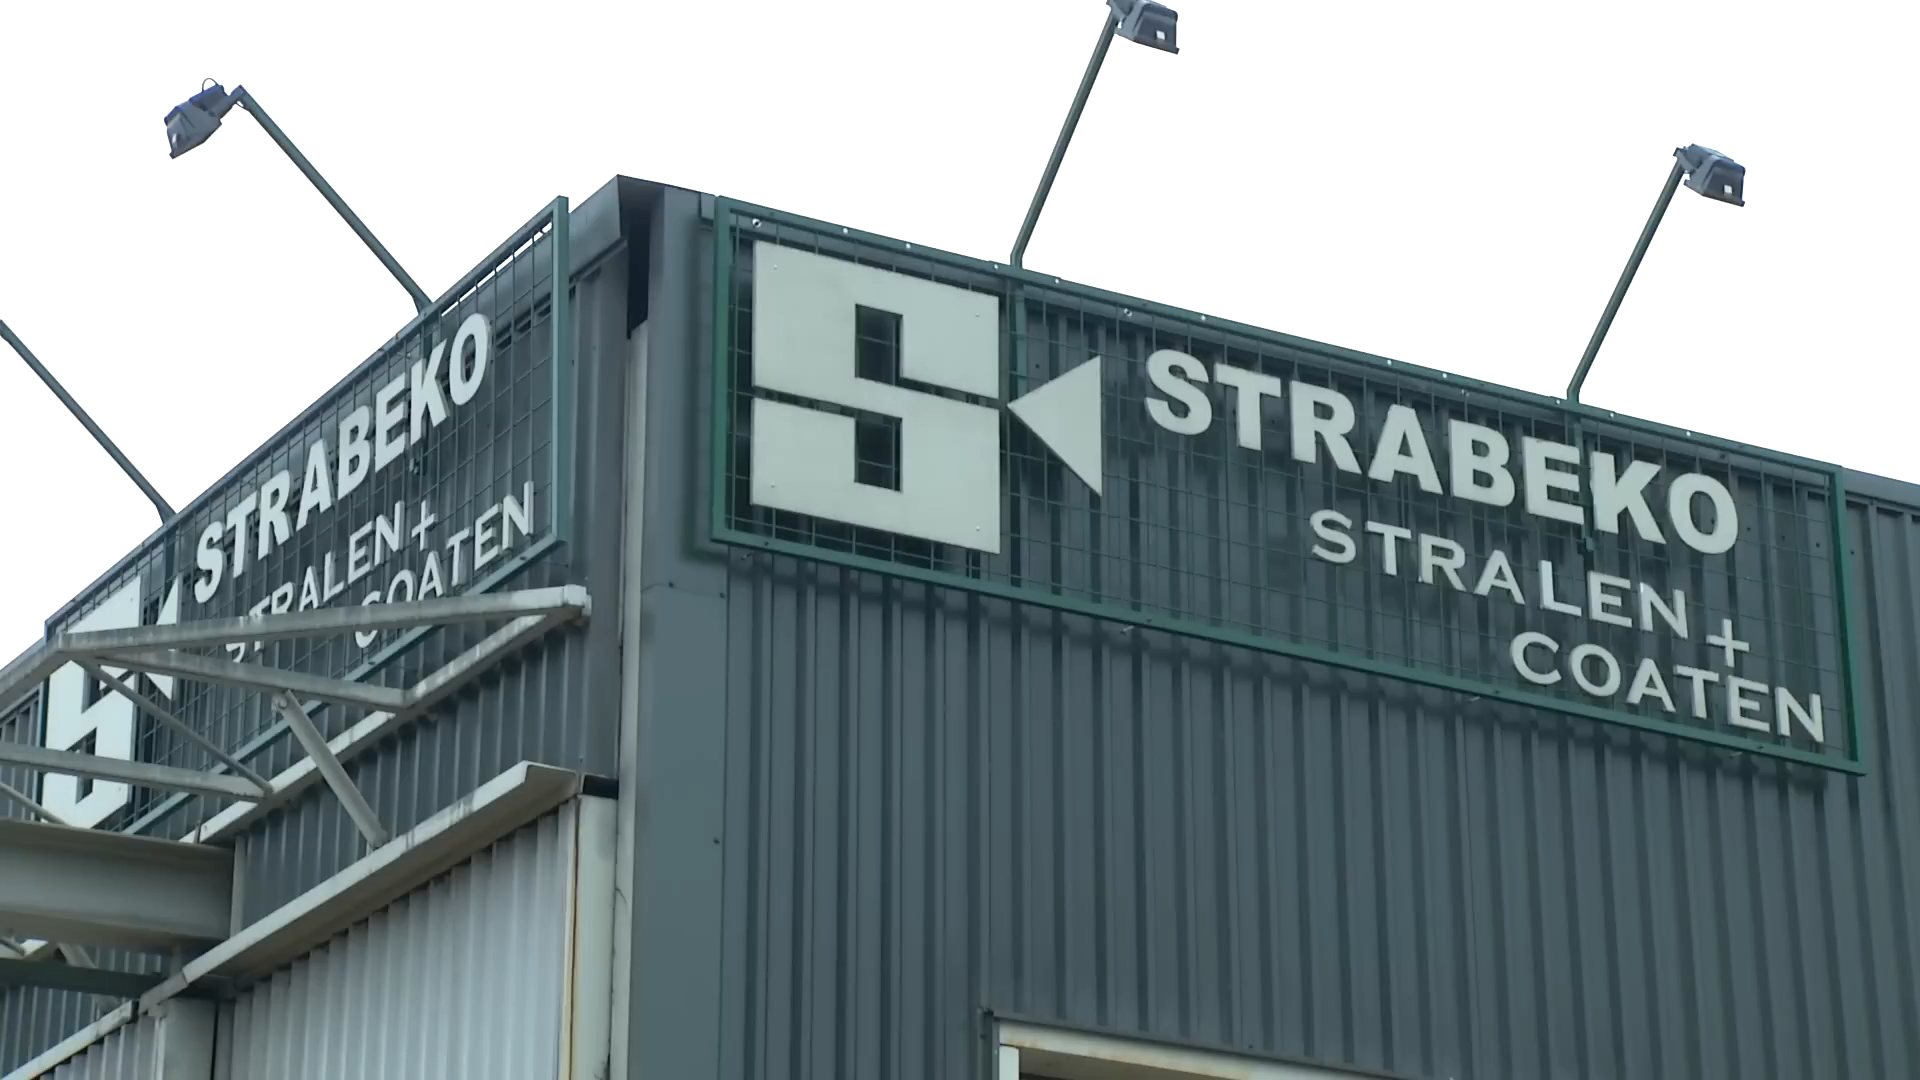 STRABEKO
STRALEN+
COATEN
S
STRABEKO
STRALEN+
COATEN